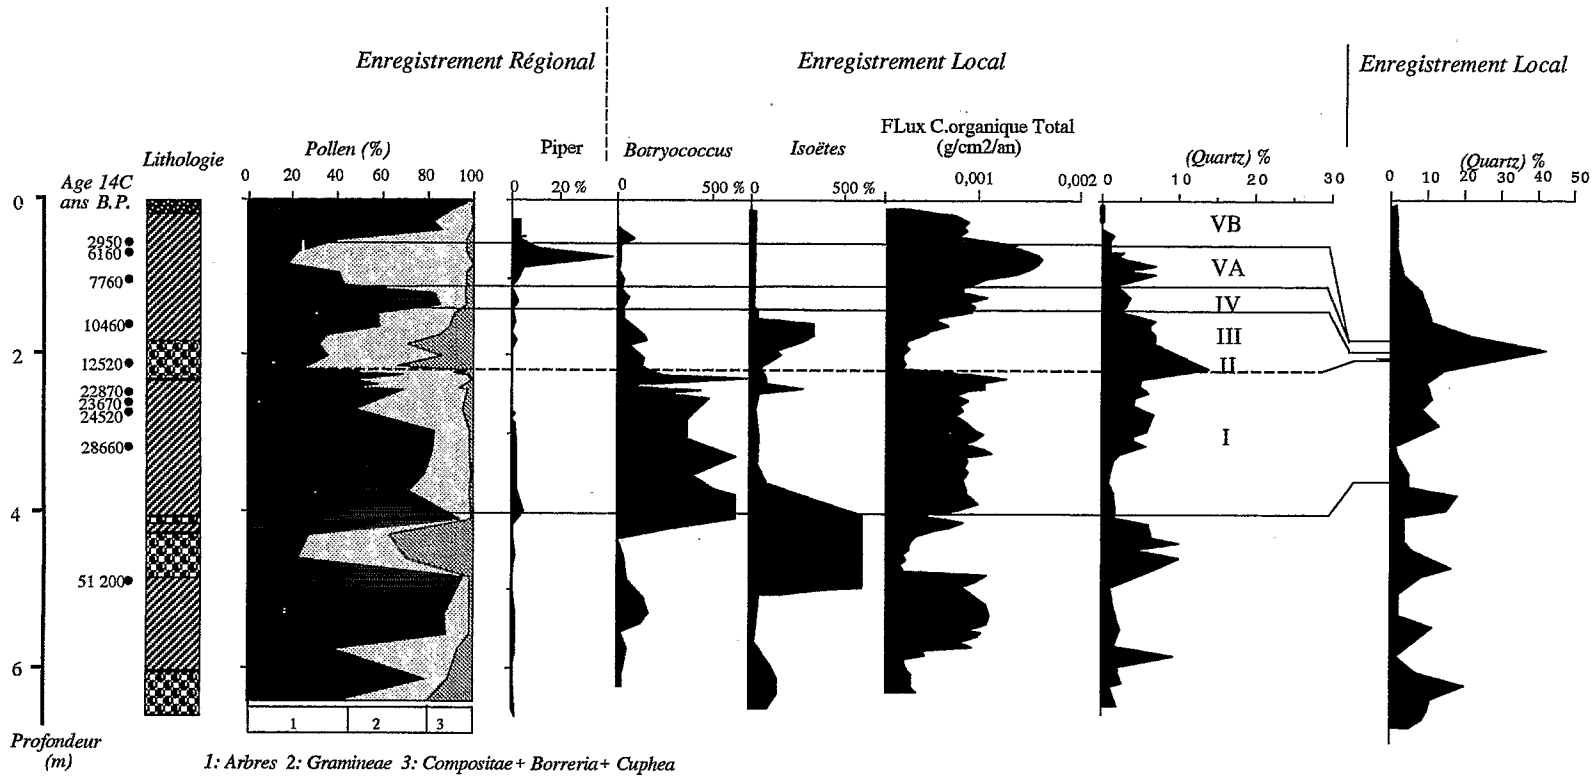 Enregistrement Régional
Enregistrement Local
Enregistrement Local
FLux C.organique Total
(g/cm2/an)
Lithologie
Pollen (%)
Piper
Botryococcus
Isoëtes
(Quartz) %
(Quartz) %
Age 14C
ans B.P.
0 20 40 60 80 100
0 20 %
0 500 %
0 500 %
0,001 0,002
0 10 20 30
0 10 20 30 40 50
0
2950
6160
7760
10460
2
12520
22870
23670
24520
28660
4
51 200
6
VB
VA
IV
III
II
I
1 2 3
Profondeur
(m)
1: Arbres 2: Gramineae 3: Compositae+ Borreria+ Cuphea